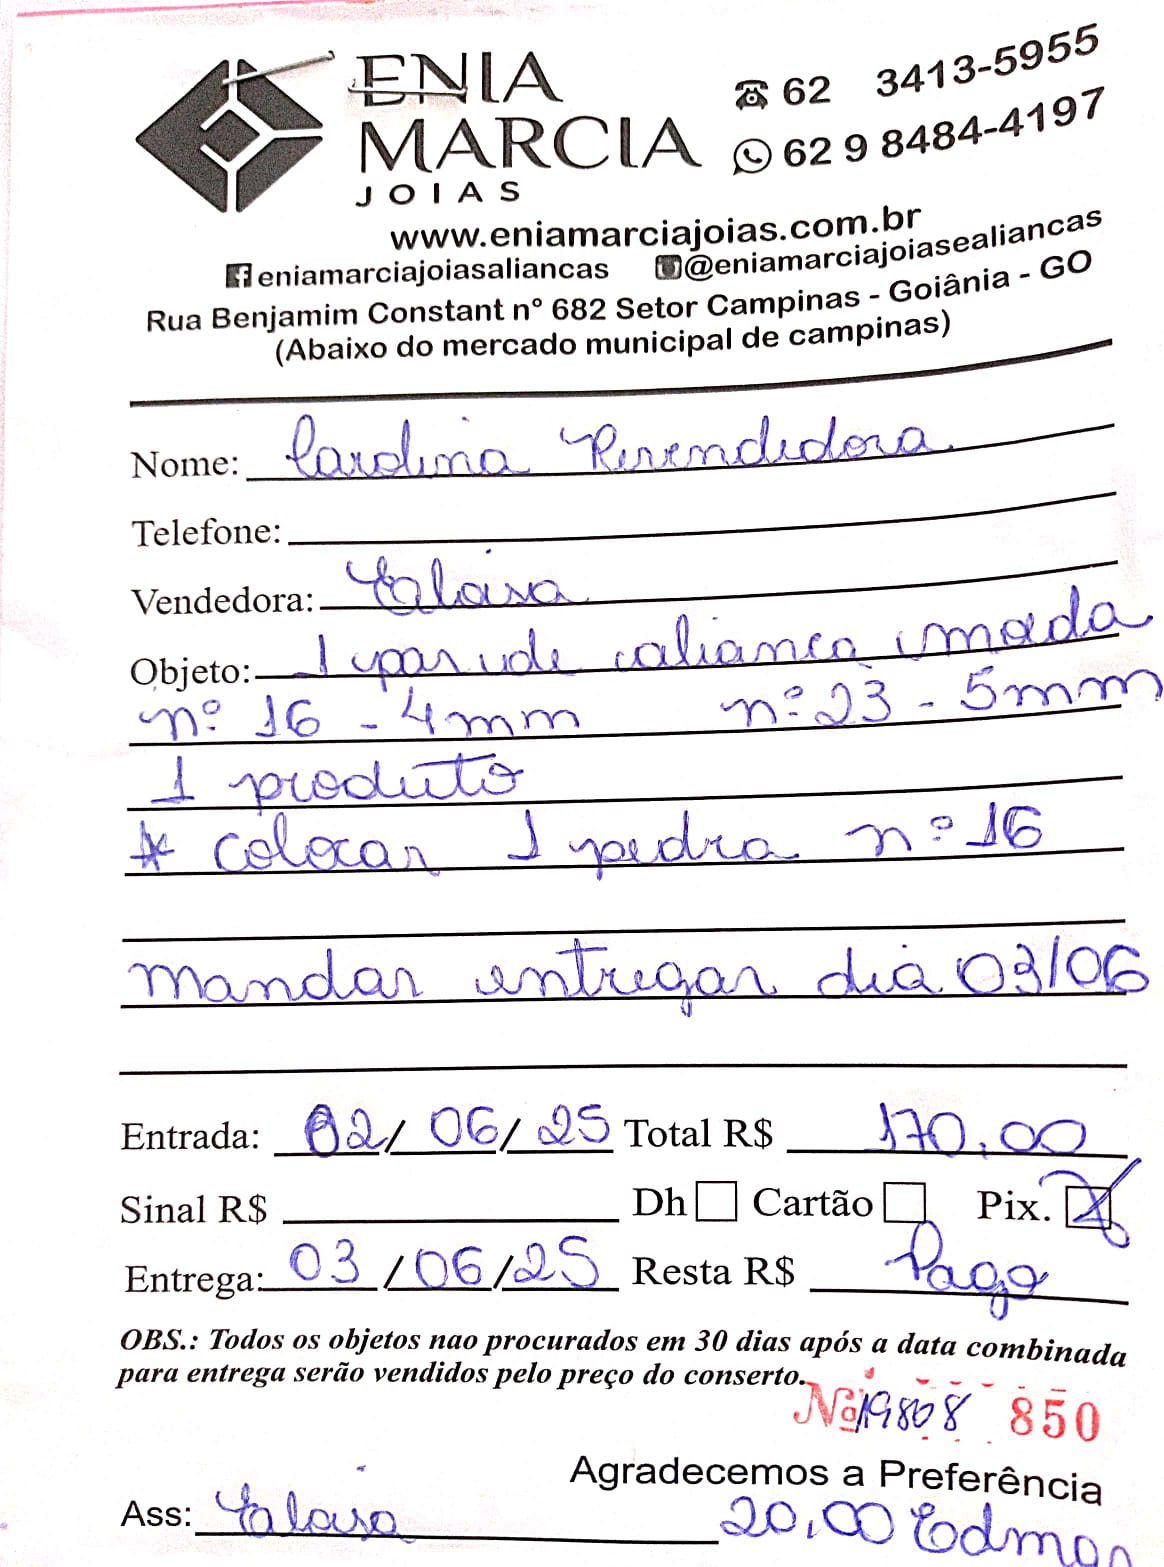 ENIA
MARCIA
JOIAS
62 3413-5955
62 9 8484-4197
www.eniamarciajoias.com.br
eniamarciajoiasaliancas @eniamarciajoiasealiancas
Rua Benjamim Constant n° 682 Setor Campinas - Goiânia - GO
(Abaixo do mercado municipal de campinas)
Nome: Carolina Revendedora
Telefone:
Vendedora:
Objeto: 1 par de aliança
nº 16 - 4mm nº 23 - 5mm
1 produto
* colocar 1 pedra nº 16
mandar entregar dia 03/06
Entrada: 02/06/25 Total R$ 170,00
Sinal R$ Dh Cartão Pix.
Entrega: 03/06/25 Resta R$ Pago
OBS.: Todos os objetos nao procurados em 30 dias após a data combinada
para entrega serão vendidos pelo preço do conserto.
Nº 850
Agradecemos a Preferência
Ass: 20,00